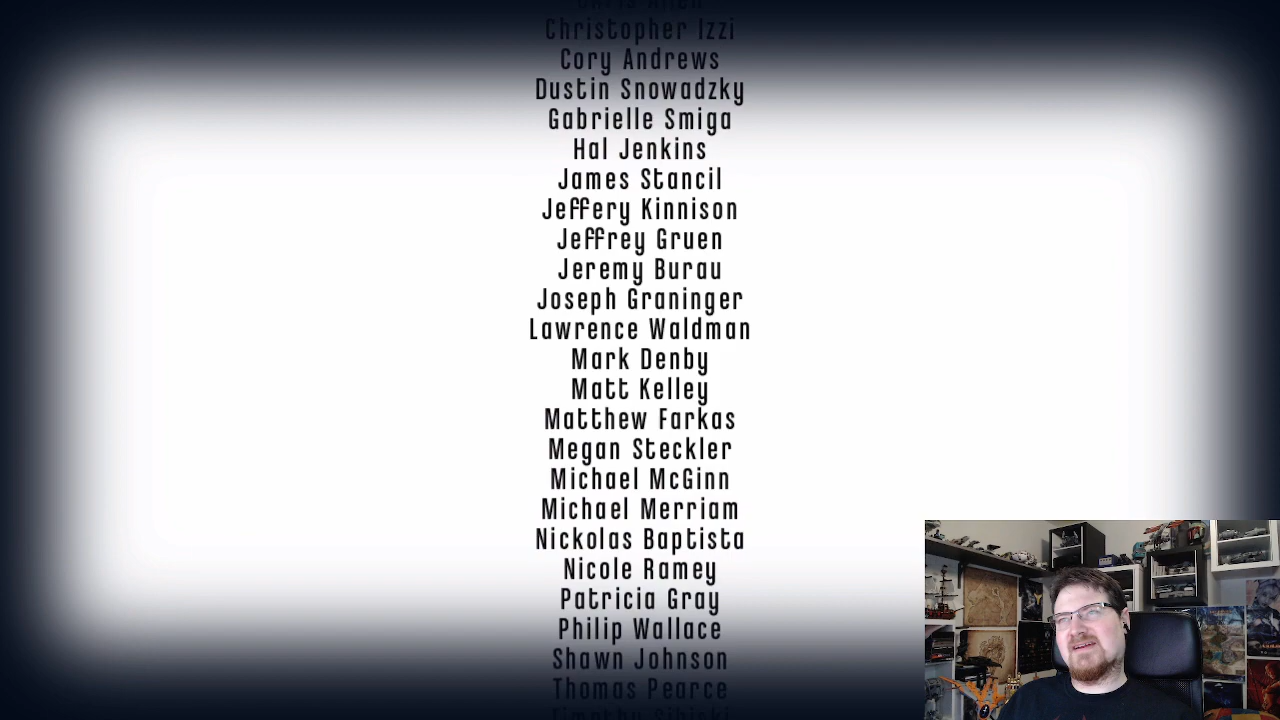 Christopher Izzi
Cory Andrews
Dustin Snowadzky
Gabrielle Smiga
Hal Jenkins
James Stancil
Jeffery Kinnison
Jeffrey Gruen
Jeremy Burau
Joseph Graninger
Lawrence Waldman
Mark Denby
Matt Kelley
Matthew Farkas
Megan Steckler
Michael McGinn
Michael Merriam
Nickolas Baptista
Nicole Ramey
Patricia Gray
Philip Wallace
Shawn Johnson
Thomas Pearce